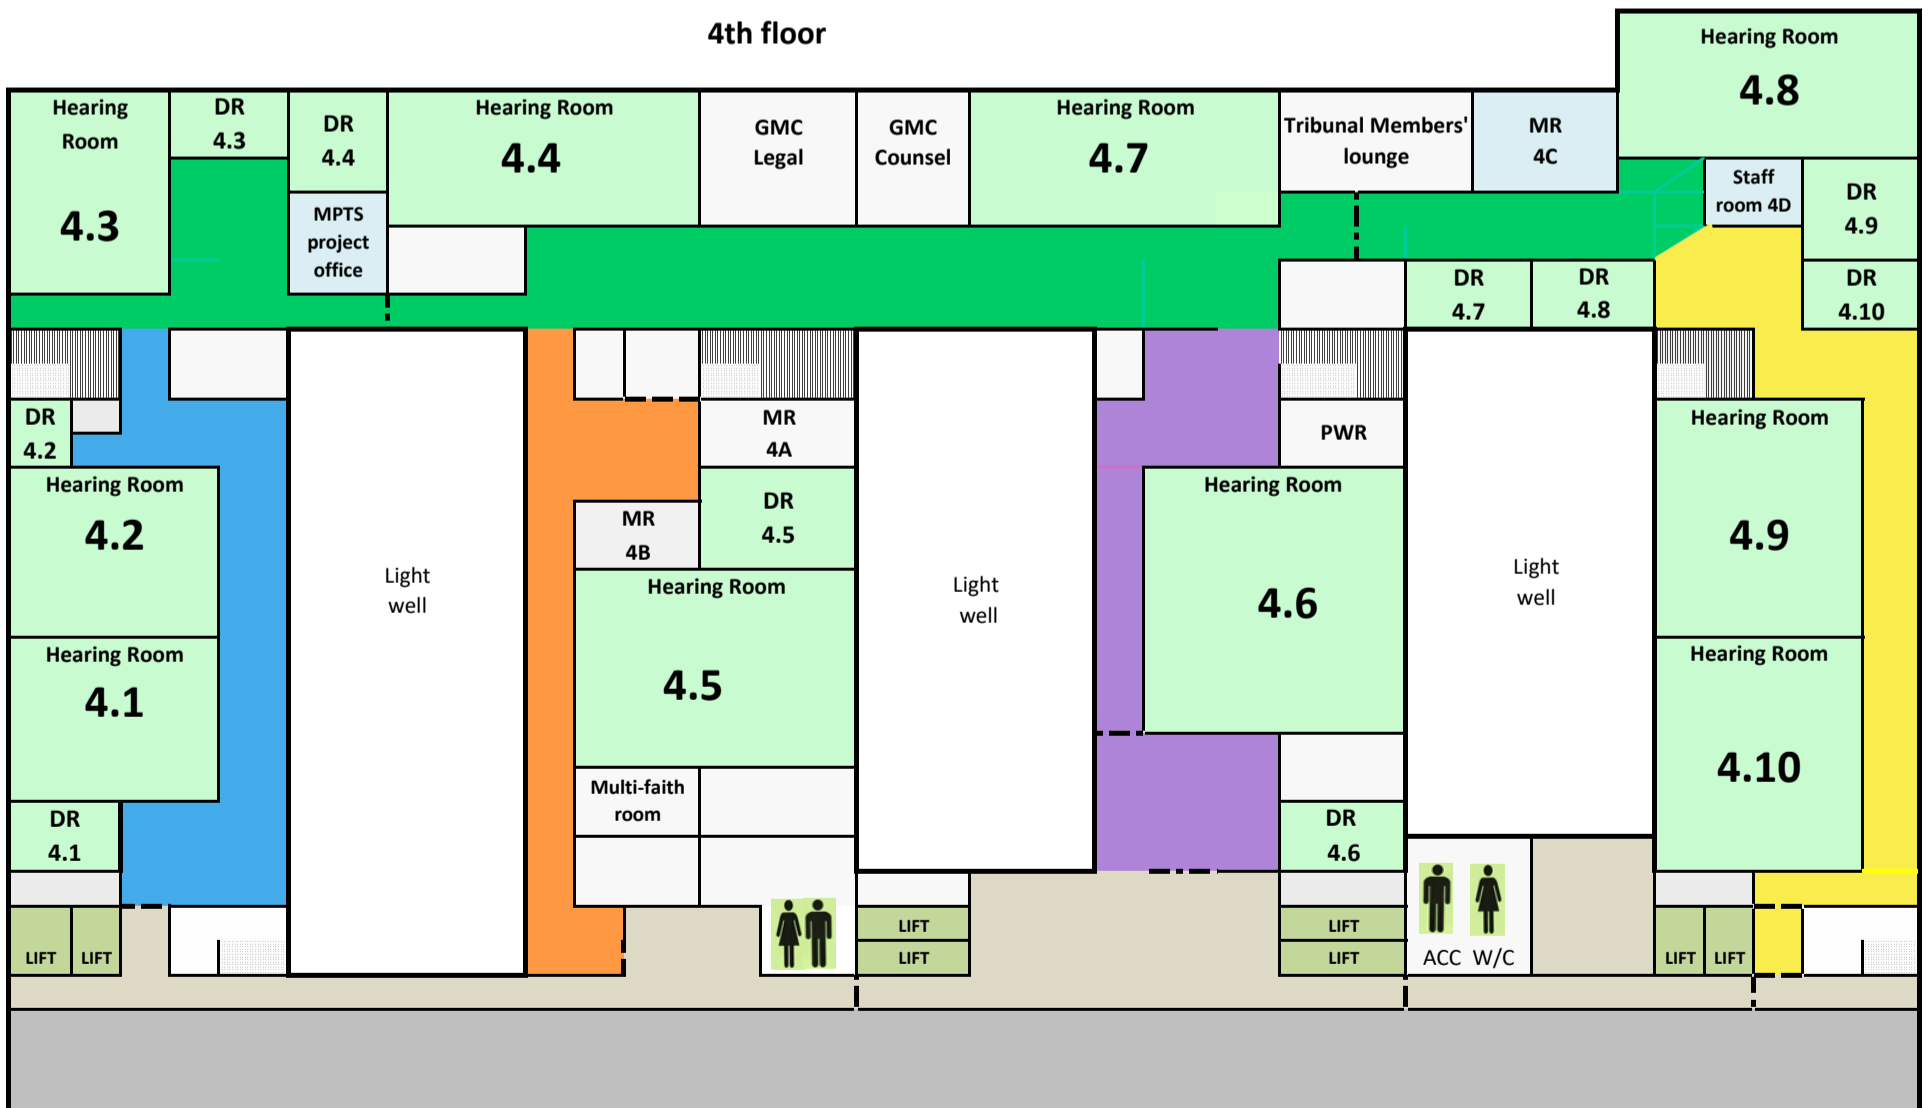 4th floor
Hearing Room
4.8
Hearing
Room
4.3
DR
4.3
DR
4.4
Hearing Room
4.4
GMC
Legal
GMC
Counsel
Hearing Room
4.7
Tribunal Members'
lounge
MR
4C
Staff
room 4D
DR
4.9
MPTS
project
office
DR
4.7
DR
4.8
DR
4.10
DR
4.2
MR
4A
PWR
Hearing Room
4.2
MR
4B
DR
4.5
Hearing Room
4.6
Hearing Room
4.9
Light
well
Hearing Room
4.5
Light
well
Light
well
Hearing Room
4.1
Hearing Room
4.10
DR
4.1
Multi-faith
room
DR
4.6
LIFT
LIFT
LIFT
LIFT
LIFT
LIFT
ACC W/C
LIFT
LIFT